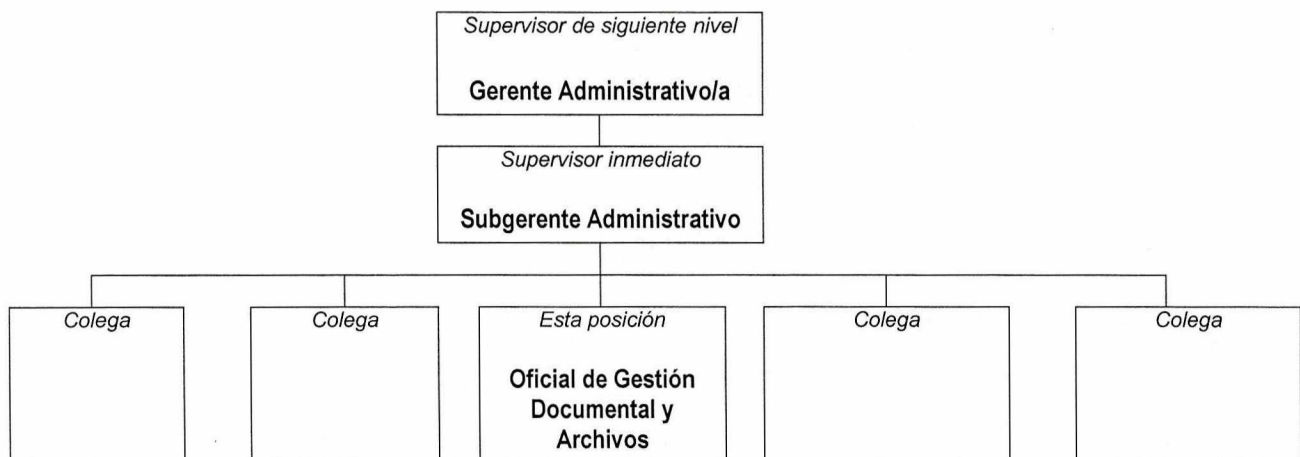 Supervisor de siguiente nivel
Gerente Administrativo/a
Supervisor inmediato
Subgerente Administrativo
Colega
Colega
Esta posición
Oficial de Gestión
Documental y
Archivos
Colega
Colega